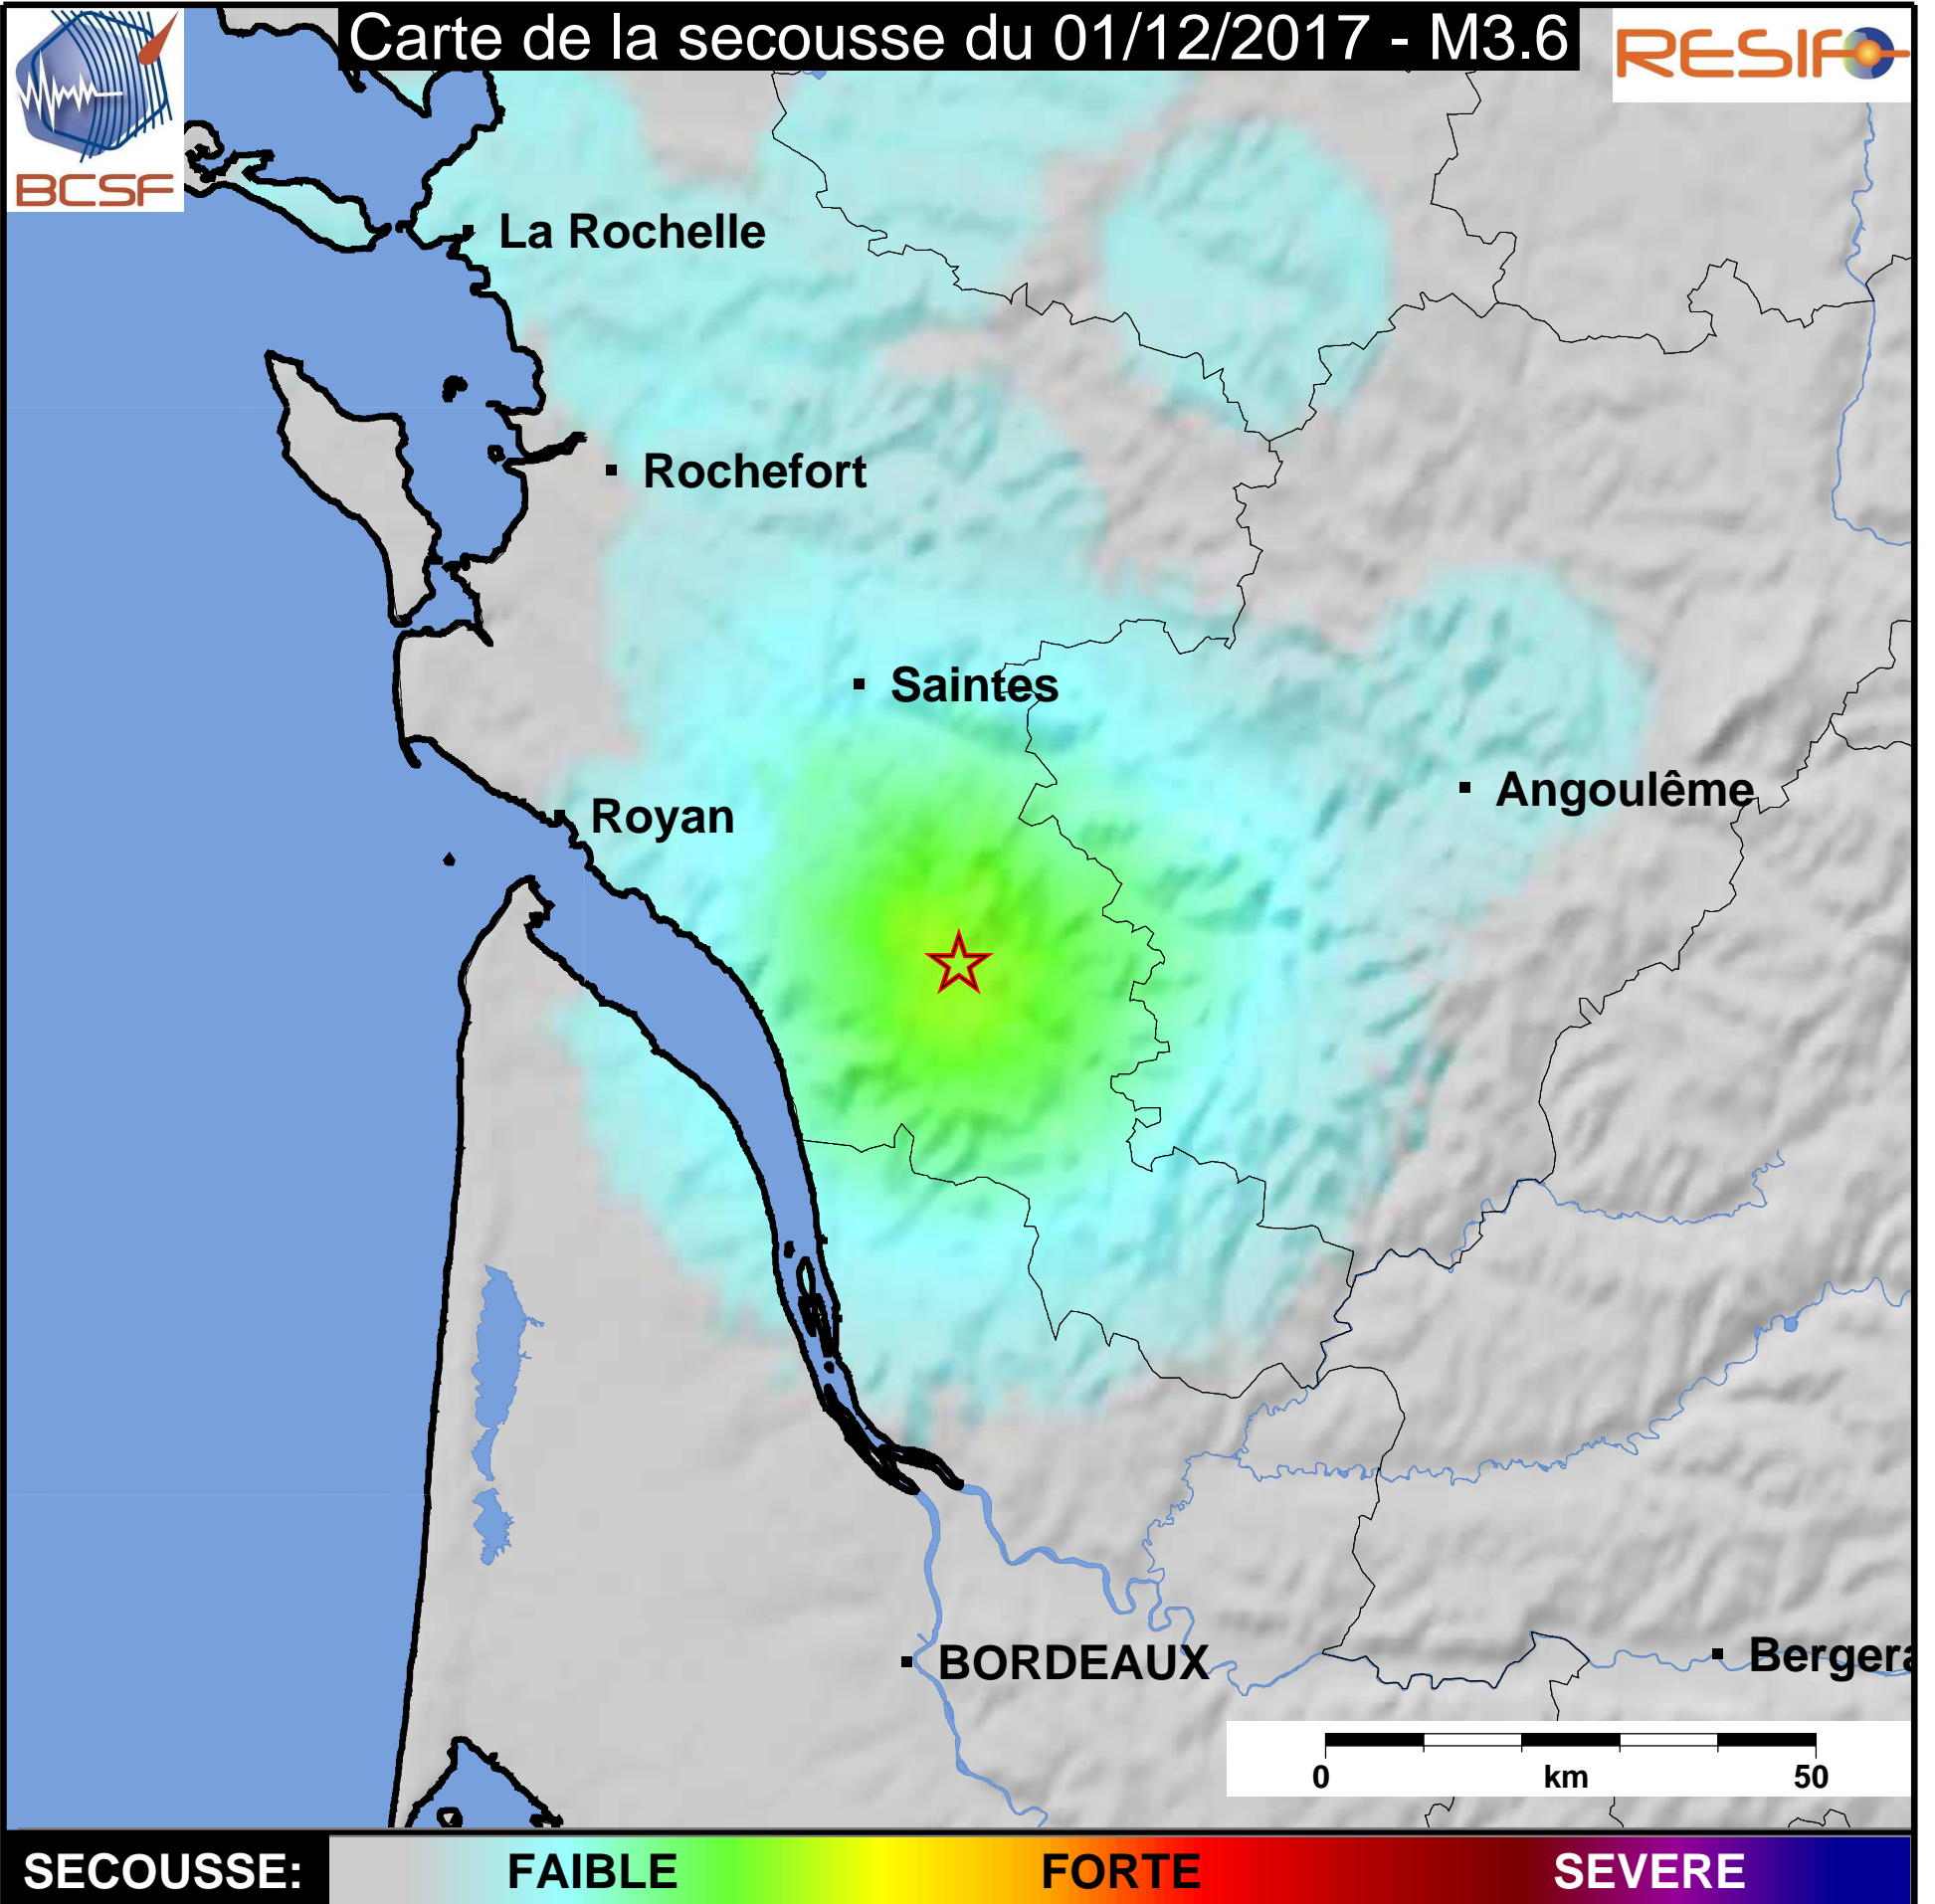 Carte de la secousse du 01/12/2017 - M3.6
RESIF
BCSF
La Rochelle
Rochefort
Saintes
Angoulême
Royan
BORDEAUX
Bergera
0 km 50
SECOUSSE: FAIBLE FORTE SEVERE